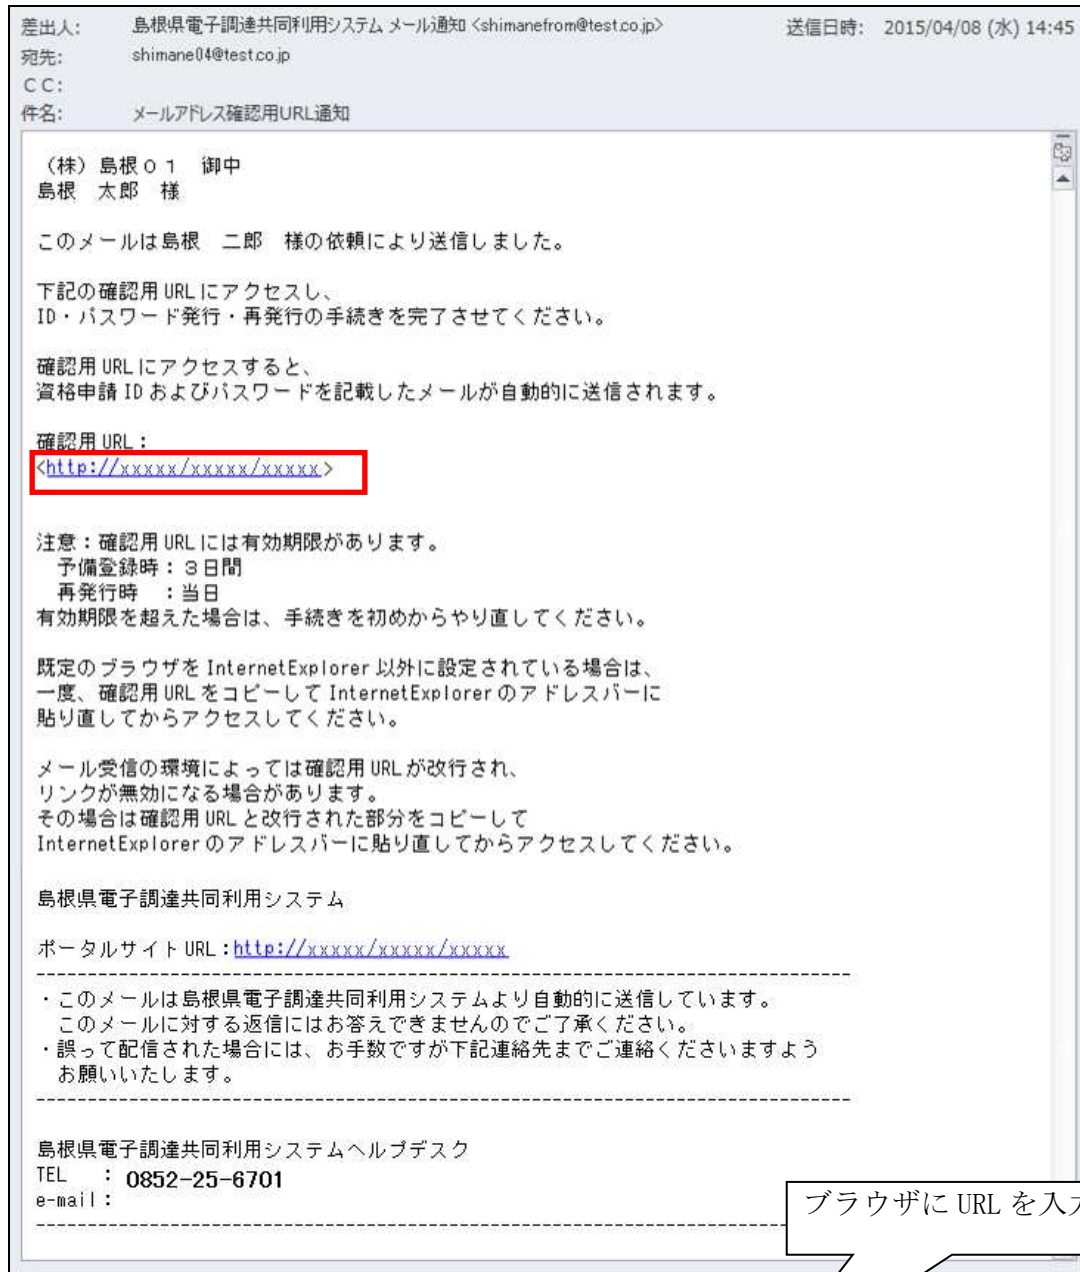 差出人: 島根県電子調達共同利用システム メール通知 <shimanefrom@test.co.jp> 送信日時: 2015/04/08 (水) 14:45
宛先: shimane04@test.co.jp
CC:
件名: メールアドレス確認用URL通知
（株）島根０１ 御中
島根 太郎 様
このメールは島根 二郎 様の依頼により送信しました。
下記の確認用URLにアクセスし、
ID・パスワード発行・再発行の手続きを完了させてください。
確認用URLにアクセスすると、
資格申請IDおよびパスワードを記載したメールが自動的に送信されます。
確認用URL：
<http://xxxxx/xxxxx/xxxxx>
注意：確認用URLには有効期限があります。
予備登録時：３日間
再発行時 ：当日
有効期限を超えた場合は、手続きを初めからやり直してください。
既定のブラウザをInternetExplorer以外に設定されている場合は、
一度、確認用URLをコピーしてInternetExplorerのアドレスバーに
貼り直してからアクセスしてください。
メール受信の環境によっては確認用URLが改行され、
リンクが無効になる場合があります。
その場合は確認用URLと改行された部分をコピーして
InternetExplorerのアドレスバーに貼り直してからアクセスしてください。
島根県電子調達共同利用システム
ポータルサイトURL：http://xxxxx/xxxxx/xxxxx
------------------------------------------------------------------------------
・このメールは島根県電子調達共同利用システムより自動的に送信しています。
このメールに対する返信にはお答えできませんのでご了承ください。
・誤って配信された場合には、お手数ですが下記連絡先までご連絡くださいますよう
お願いいたします。
------------------------------------------------------------------------------
島根県電子調達共同利用システムヘルプデスク
TEL ：0852-25-6701
e-mail：
------------------------------------------------------------------------------
ブラウザにURLを入